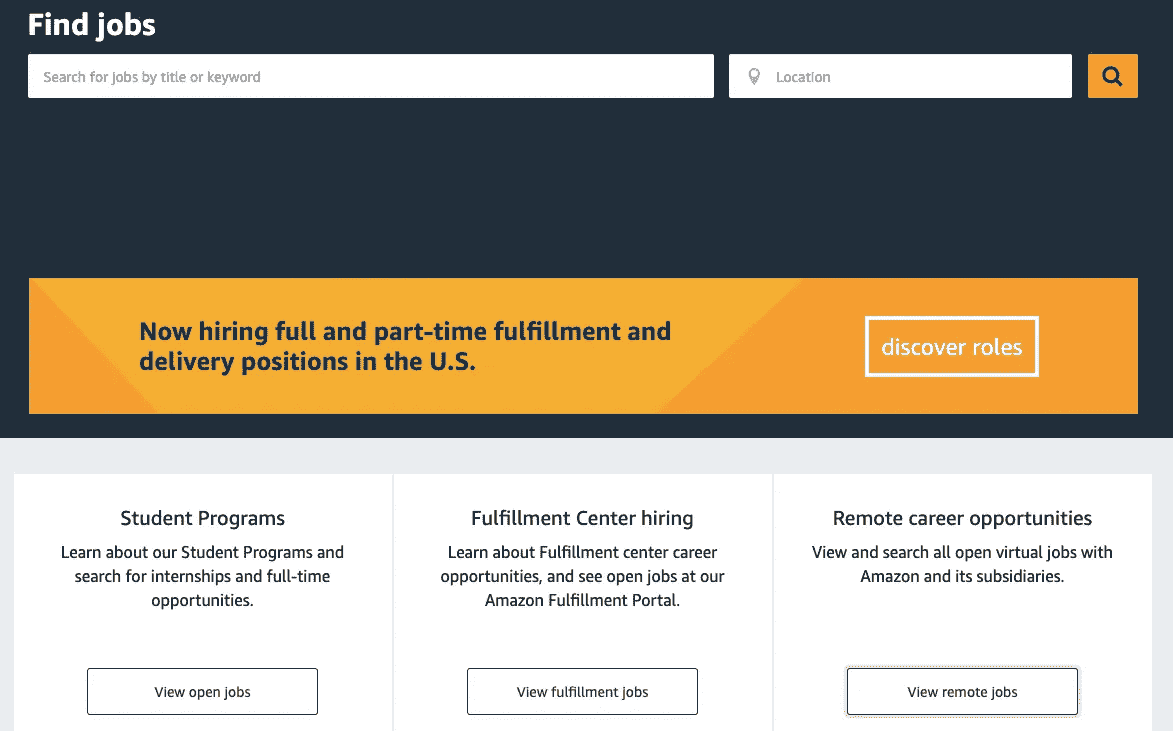 Find jobs
Search for jobs by title or keyword
Location
Now hiring full and part-time fulfillment and
delivery positions in the U.S.
discover roles
Student Programs
Learn about our Student Programs and
search for internships and full-time
opportunities.
View open jobs
Fulfillment Center hiring
Learn about Fulfillment center career
opportunities, and see open jobs at our
Amazon Fulfillment Portal.
View fulfillment jobs
Remote career opportunities
View and search all open virtual jobs with
Amazon and its subsidiaries.
View remote jobs